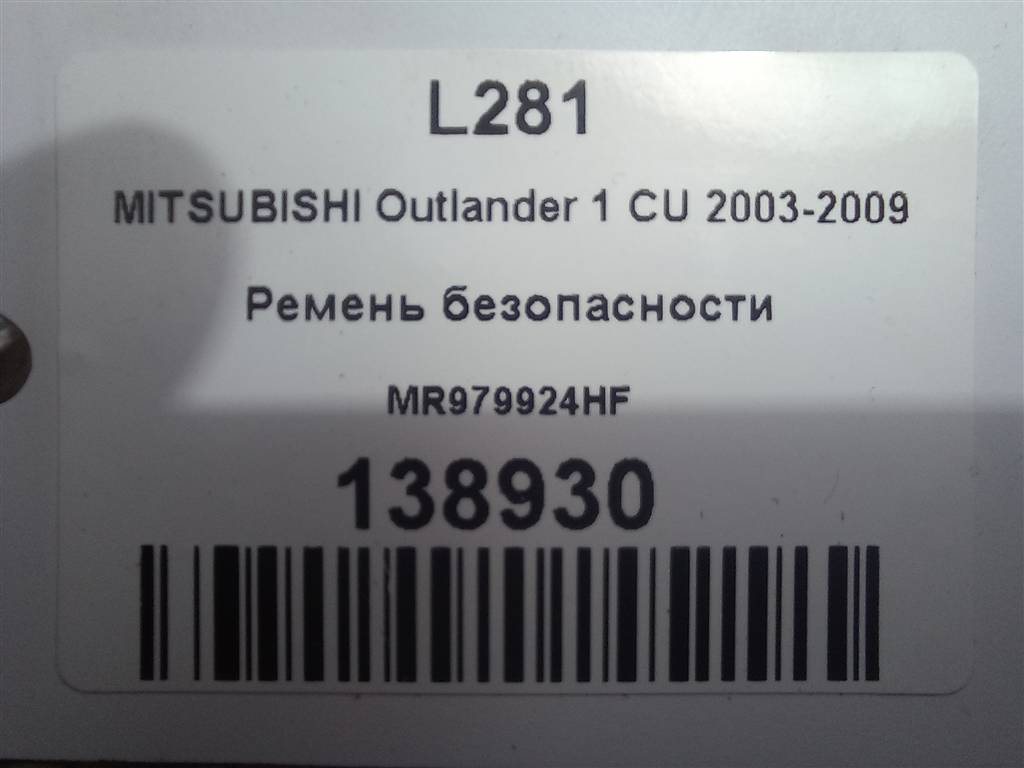 L281
MITSUBISHI Outlander 1 CU 2003-2009
Ремень безопасности
MR979924HF
138930